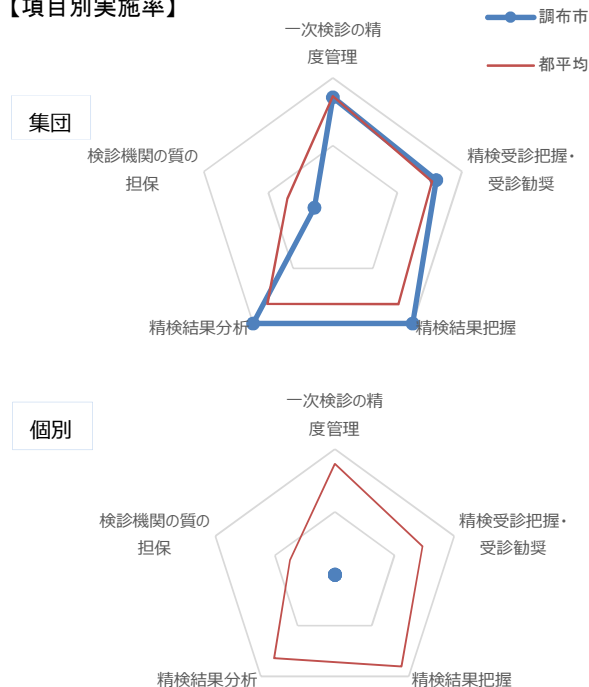 【項目別実施率】
調布市
都平均
集団
一次検診の精
度管理
精検受診把握・
受診勧奨
精検結果把握
精検結果分析
検診機関の質の
担保
個別
一次検診の精
度管理
精検受診把握・
受診勧奨
精検結果把握
精検結果分析
検診機関の質の
担保